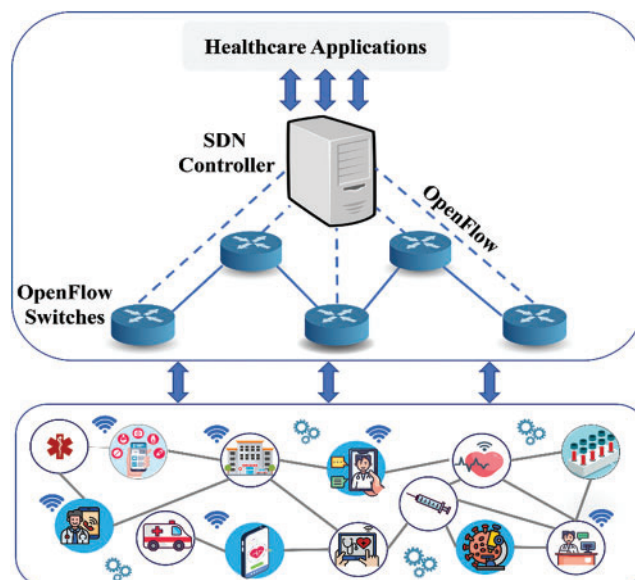 Healthcare Applications
SDN
Controller
OpenFlow
OpenFlow
Switches